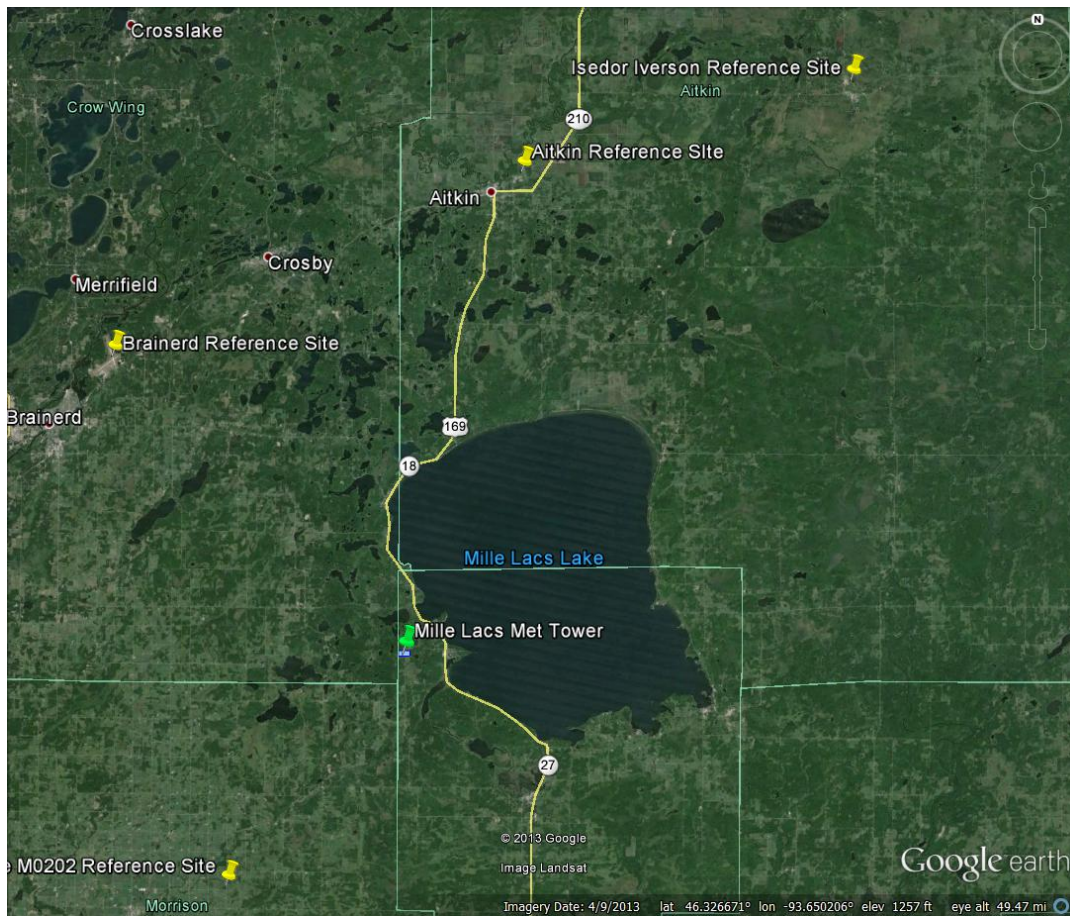 Crosslake
N
Isedor Iverson Reference Site
Crow Wing
Aitkin
210
Aitkin Reference SIte
Aitkin
Crosby
Merrifield
Brainerd Reference Site
Brainerd
169
18
Mille Lacs Lake
Mille Lacs Met Tower
27
© 2013 Google
Image Landsat
e M0202 Reference Site
Google earth
Morrison
Imagery Date: 4/9/2013 lat 46.326671° lon -93.650206° elev 1257 ft eye alt 49.47 mi